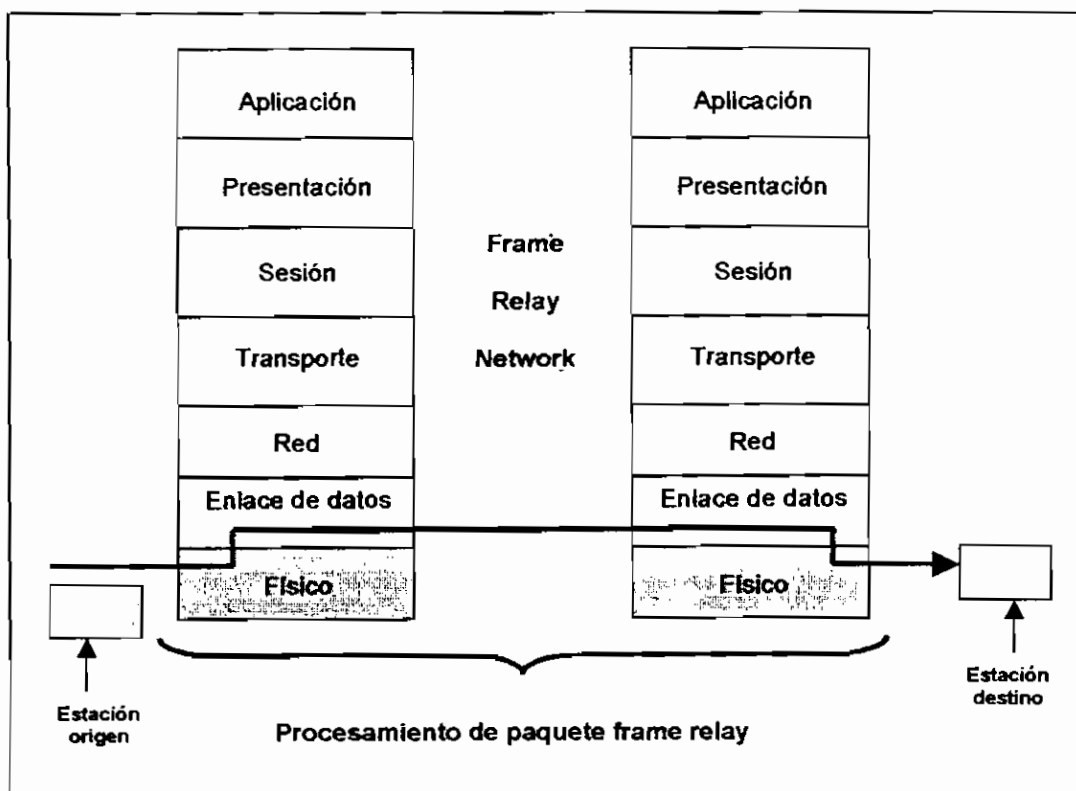 Aplicación
Presentación
Sesión
Transporte
Red
Enlace de datos
Físico
Frame
Relay
Network
Aplicación
Presentación
Sesión
Transporte
Red
Enlace de datos
Físico
Estación
origen
Estación
destino
Procesamiento de paquete frame relay